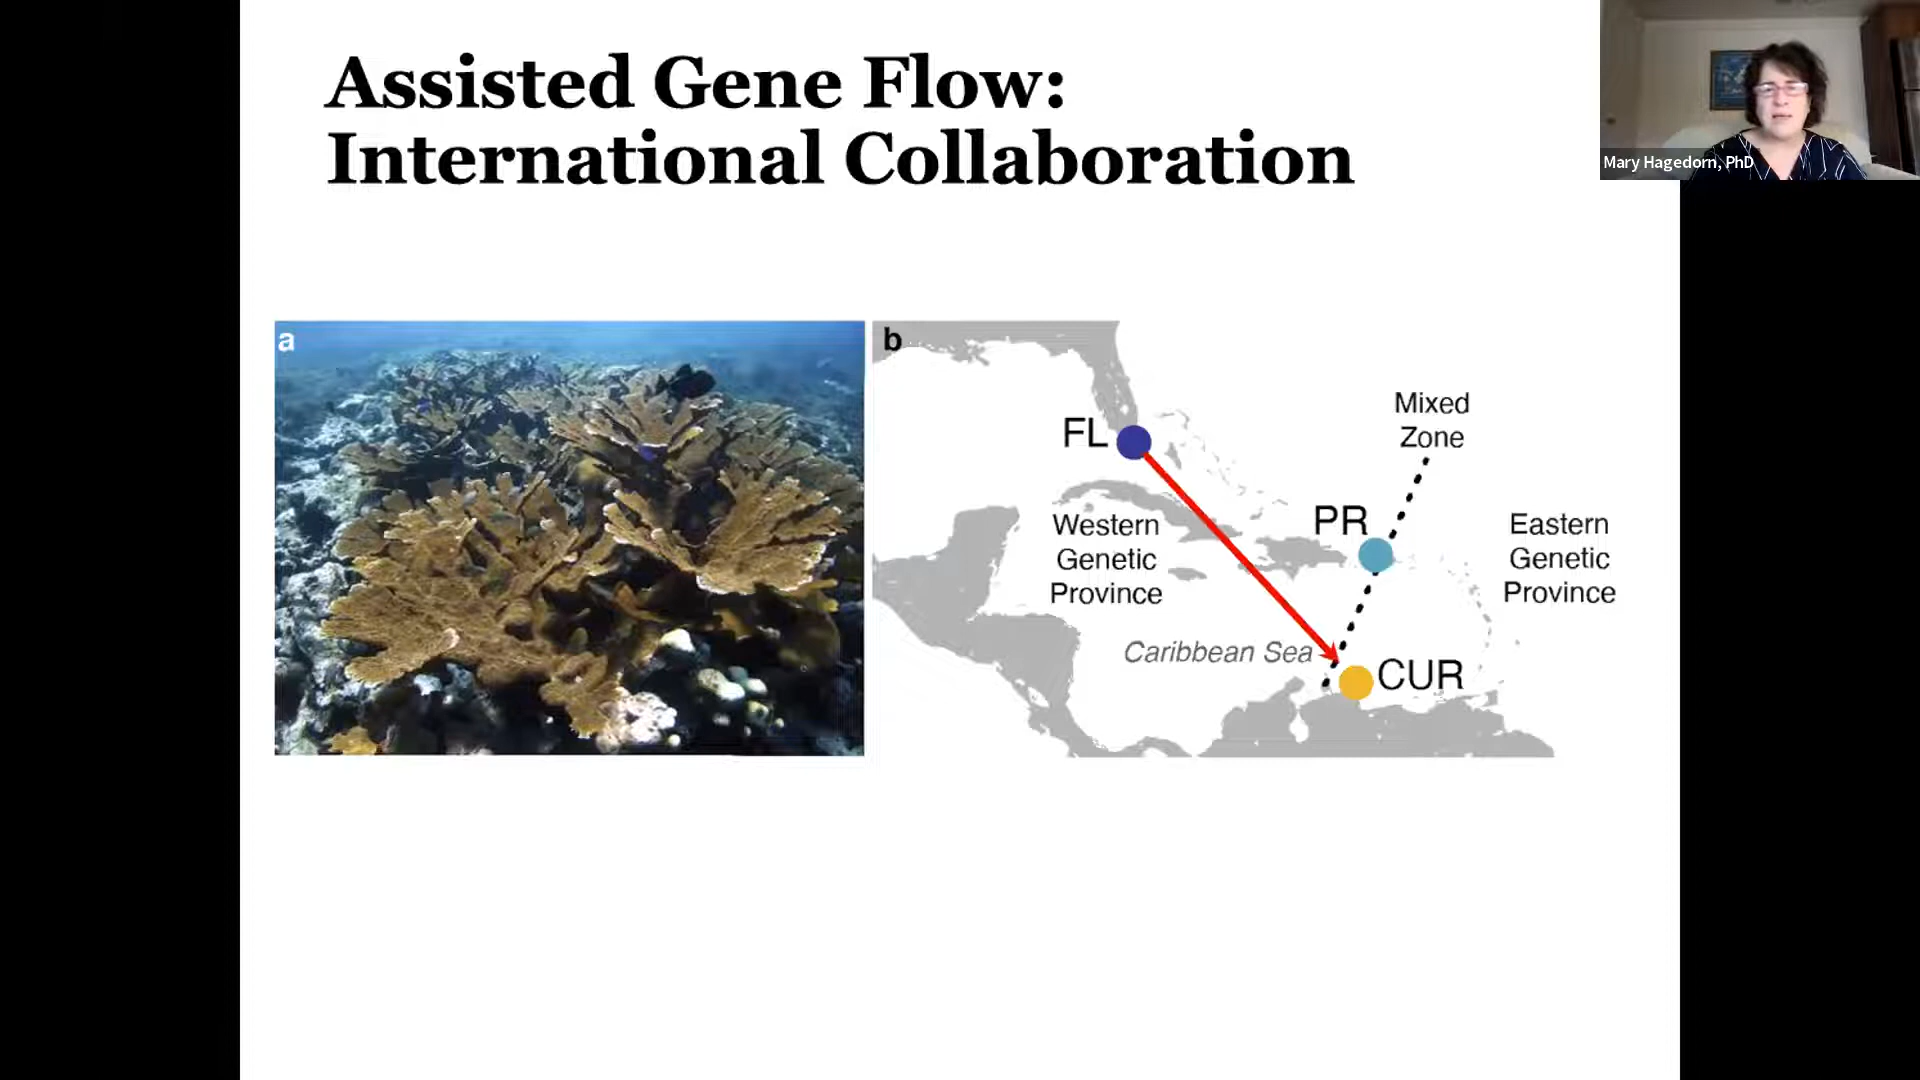 Assisted Gene Flow:
International Collaboration
Mary Hagedorn, PhD
a
b
Mixed
Zone
FL
PR
Western
Genetic
Province
Eastern
Genetic
Province
Caribbean Sea
CUR